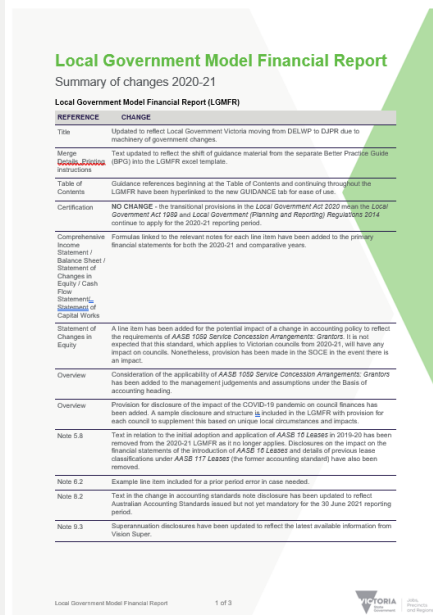 Local Government Model Financial Report
Summary of changes 2020-21
Local Government Model Financial Report (LGMFR)
REFERENCE CHANGE
Title Updated to reflect Local Government Victoria moving from DELWP to DJPR due to
machinery of government changes.
Merge Text updated to reflect the shift of guidance material from the separate Better Practice Guide
Details, Printing (BPG) into the LGMFR excel template.
instructions
Table of Guidance references beginning at the Table of Contents and continuing throughout the
Contents LGMFR have been hyperlinked to the new GUIDANCE tab for ease of use.
Certification NO CHANGE - the transitional provisions in the Local Government Act 2020 mean the Local
Government Act 1989 and Local Government (Planning and Reporting) Regulations 2014
continue to apply for the 2020-21 reporting period.
Comprehensive Formulas linked to the relevant notes for each line item have been added to the primary
Income financial statements for both the 2020-21 and comparative years.
Statement /
Balance Sheet /
Statement of
Changes in
Equity / Cash
Flow
Statement
Statement of
Capital Works
Statement of A line item has been added for the potential impact of a change in accounting policy to reflect
Changes in the requirements of AASB 1059 Service Concession Arrangements: Grantors. It is not
Equity expected that this standard, which applies to Victorian councils from 2020-21, will have any
impact on councils. Nonetheless, provision has been made in the SOCE in the event there is
an impact.
Overview Consideration of the applicability of AASB 1059 Service Concession Arrangements: Grantors
has been added to the management judgements and assumptions under the Basis of
accounting heading.
Overview Provision for disclosure of the impact of the COVID-19 pandemic on council finances has
been added. A sample disclosure and structure is included in the LGMFR with provision for
each council to supplement this based on unique local circumstances and impacts.
Note 5.8 Text in relation to the initial adoption and application of AASB 16 Leases in 2019-20 has been
removed from the 2020-21 LGMFR as it no longer applies. Disclosures on the impact on the
financial statements of the introduction of AASB 16 Leases and details of previous lease
classifications under AASB 117 Leases (the former accounting standard) have also been
removed.
Note 6.2 Example line item included for a prior period error in case needed.
Note 8.2 Text in the change in accounting standards note disclosure has been updated to reflect
Australian Accounting Standards issued but not yet mandatory for the 30 June 2021 reporting
period.
Note 9.3 Superannuation disclosures have been updated to reflect the latest available information from
Vision Super.
Local Government Model Financial Report 1 of 3
VICTORIA
State
Government
Jobs,
Precincts
and Regions